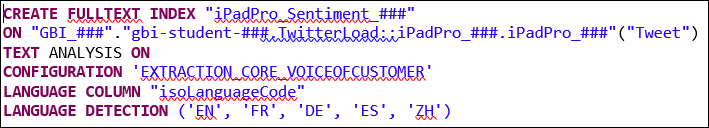 CREATE FULLTEXT INDEX "iPadPro_Sentiment_###"
ON "GBI_###"."gbi-student-###.TwitterLoad::iPadPro_###.iPadPro_###"("Tweet")
TEXT ANALYSIS ON
CONFIGURATION 'EXTRACTION_CORE_VOICEOFCUSTOMER'
LANGUAGE COLUMN "isoLanguageCode"
LANGUAGE DETECTION ('EN', 'FR', 'DE', 'ES', 'ZH')